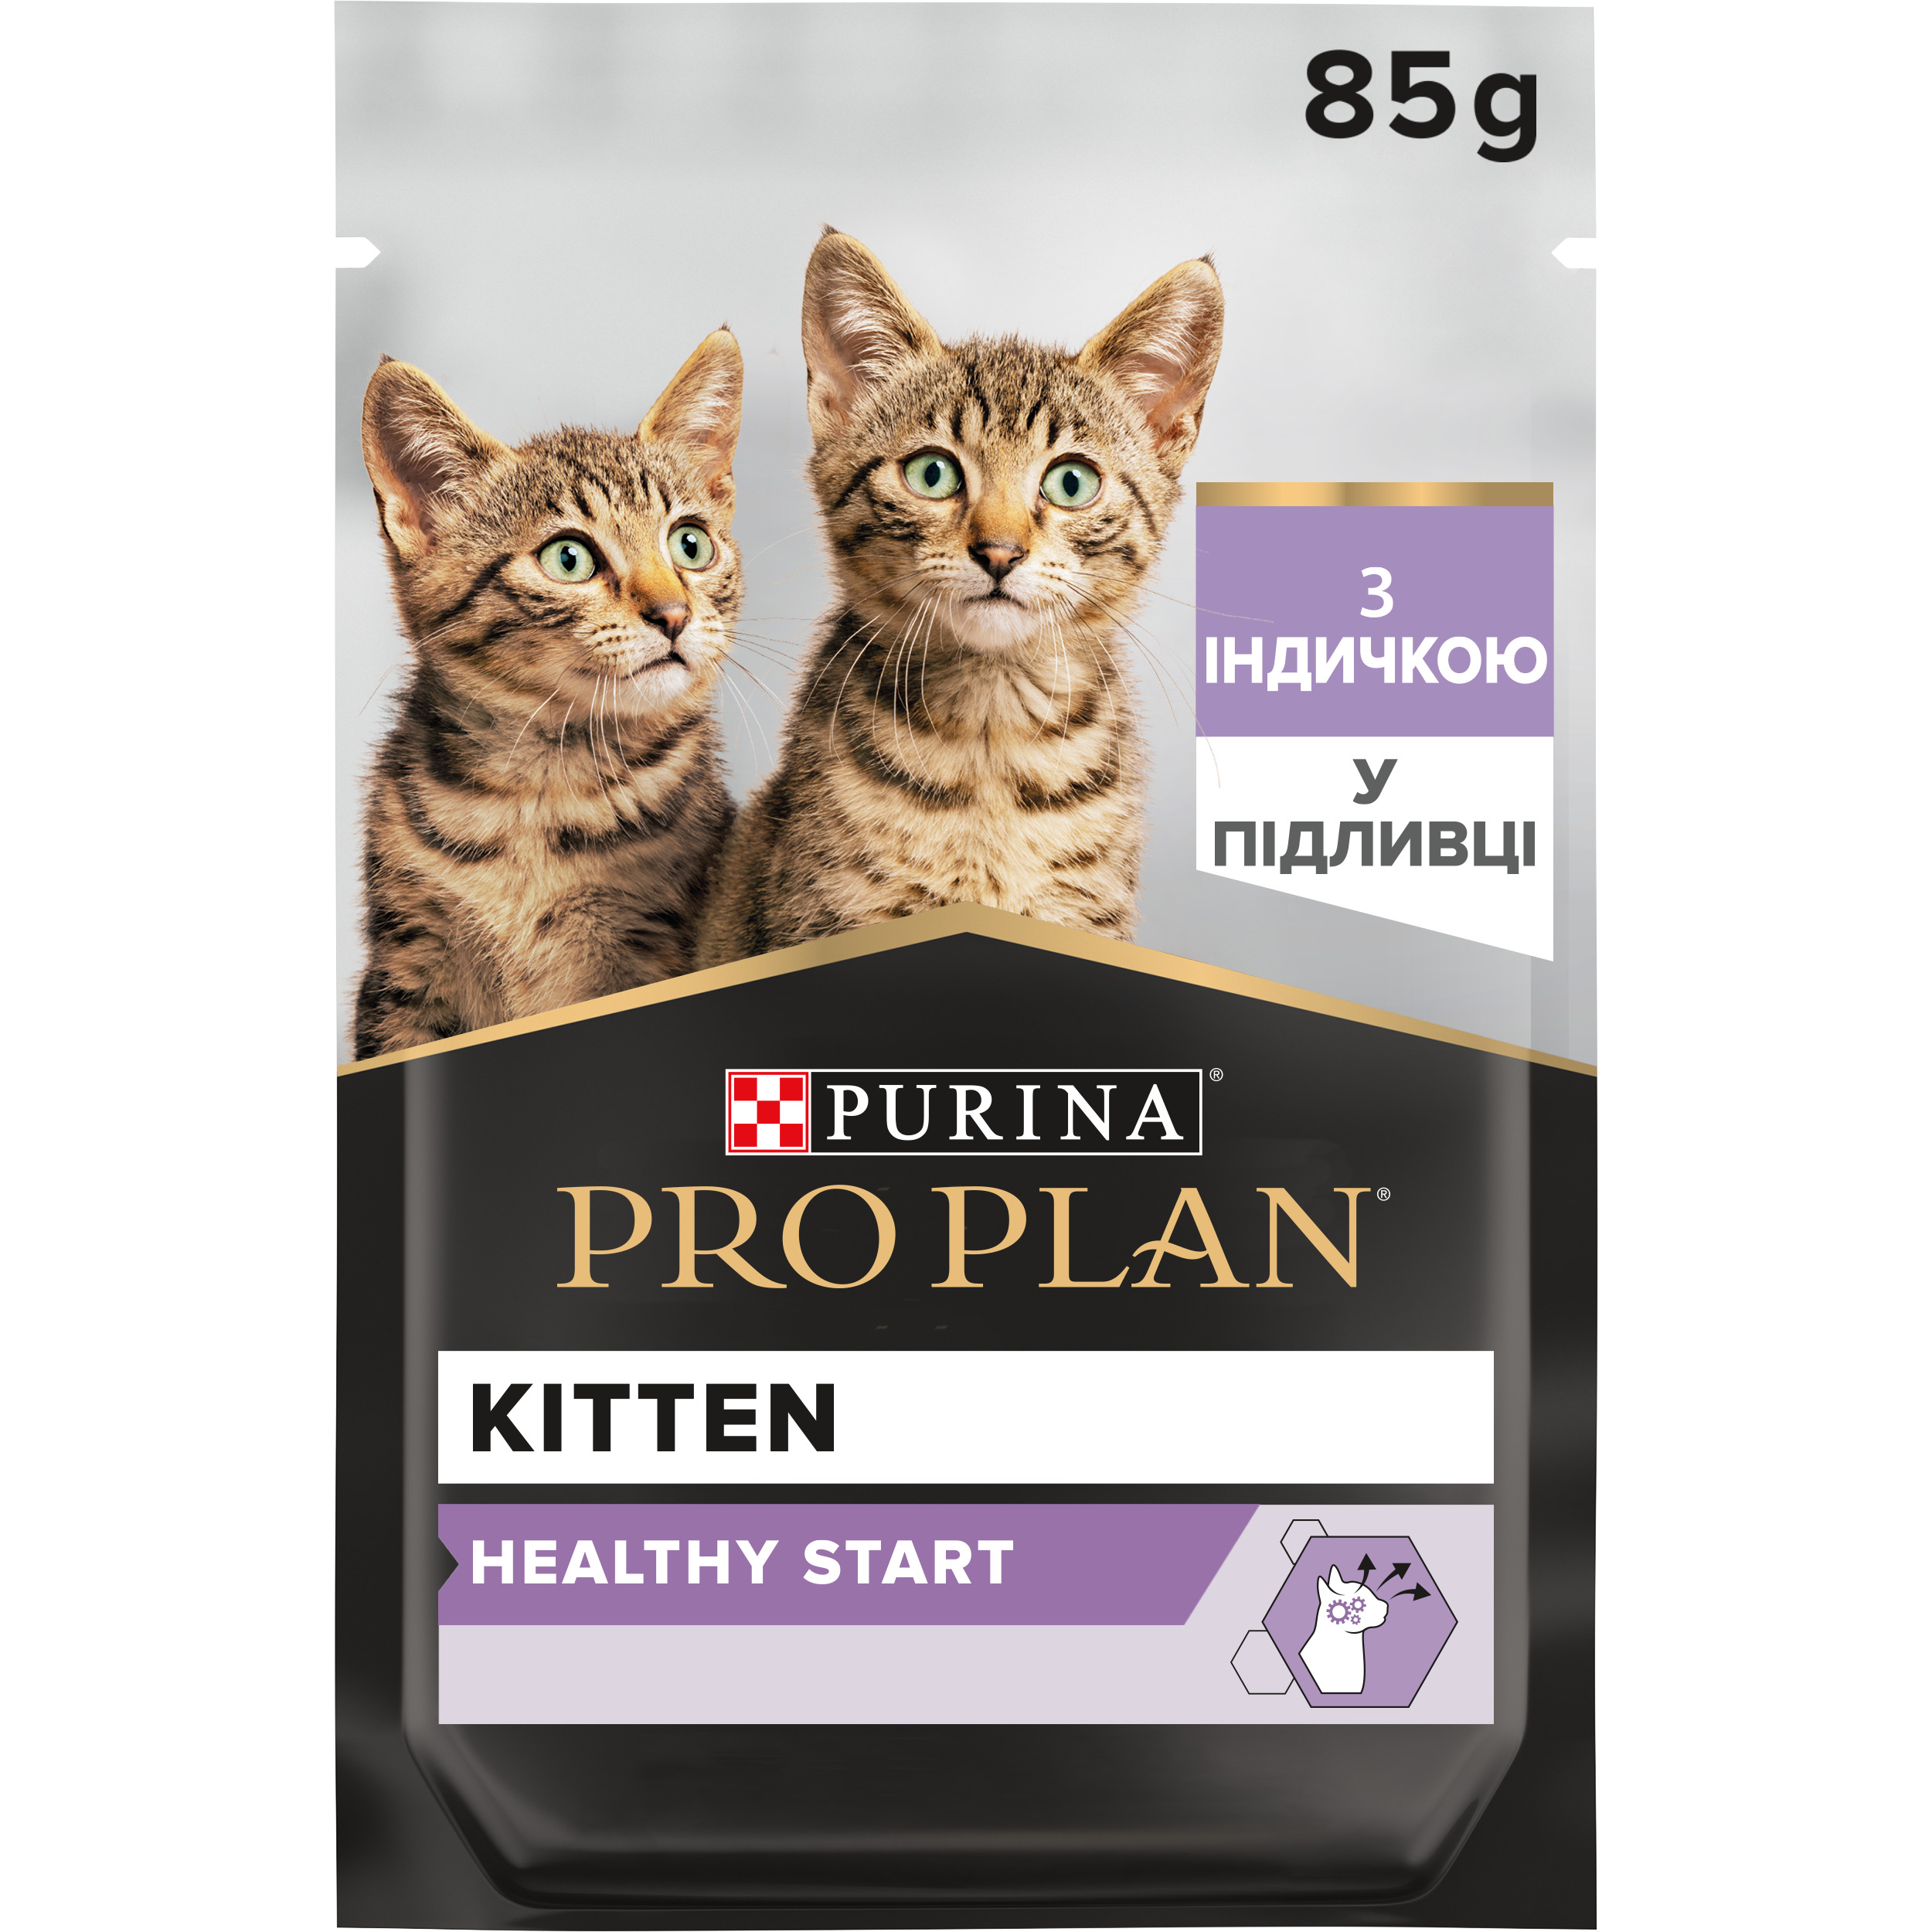 85g
З
ІНДИЧКОЮ
У
ПІДЛИВЦІ
PURINA®
PRO PLAN®
KITTEN
HEALTHY START